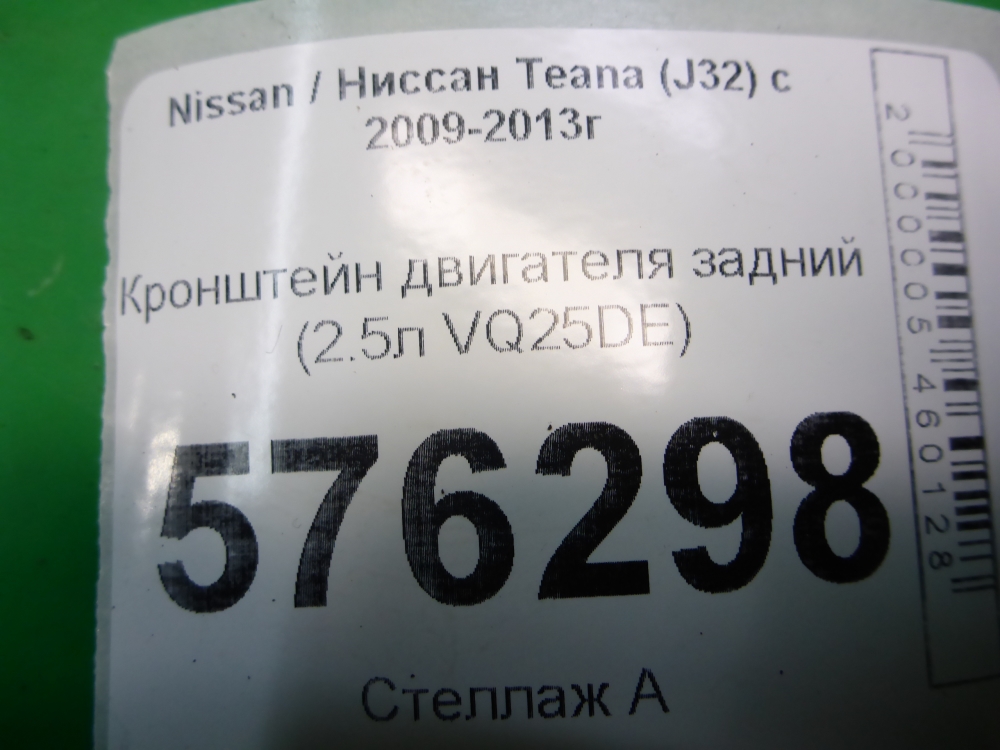 Nissan / Ниссан Teana (J32) с
2009-2013г
Кронштейн двигателя задний
(2.5л VQ25DE)
576298
Стеллаж А
2000005460128